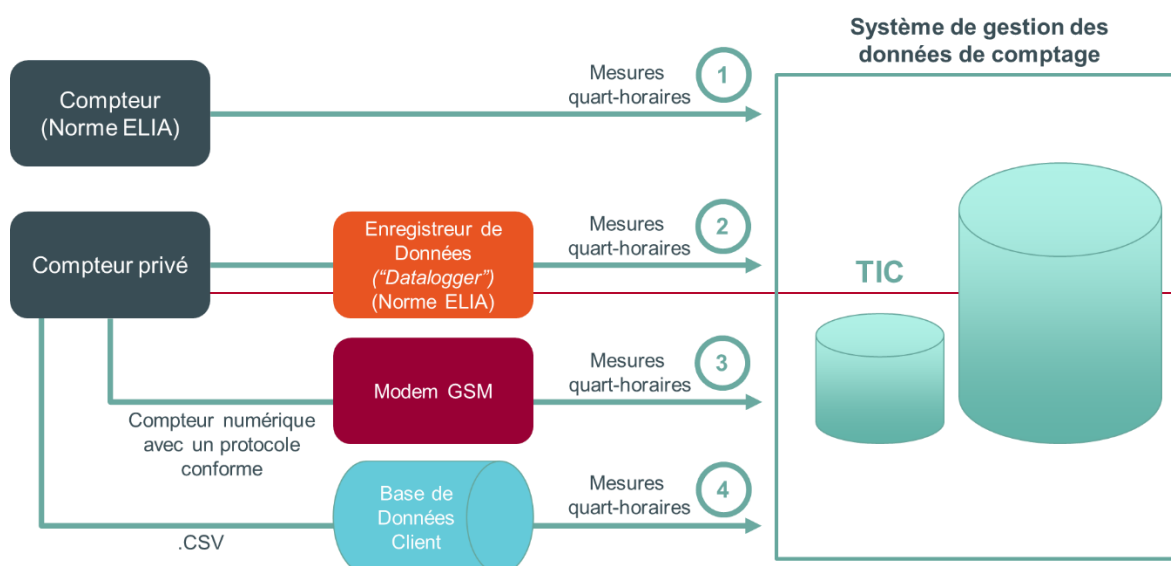 Système de gestion des
données de comptage
Compteur
(Norme ELIA)
Mesures
quart-horaires
1
Compteur privé
Enregistreur de
Données
(“Datalogger”)
(Norme ELIA)
Mesures
quart-horaires
2
TIC
Modem GSM
Mesures
quart-horaires
3
Compteur numérique
avec un protocole
conforme
Base de
Données
Client
Mesures
quart-horaires
4
.CSV